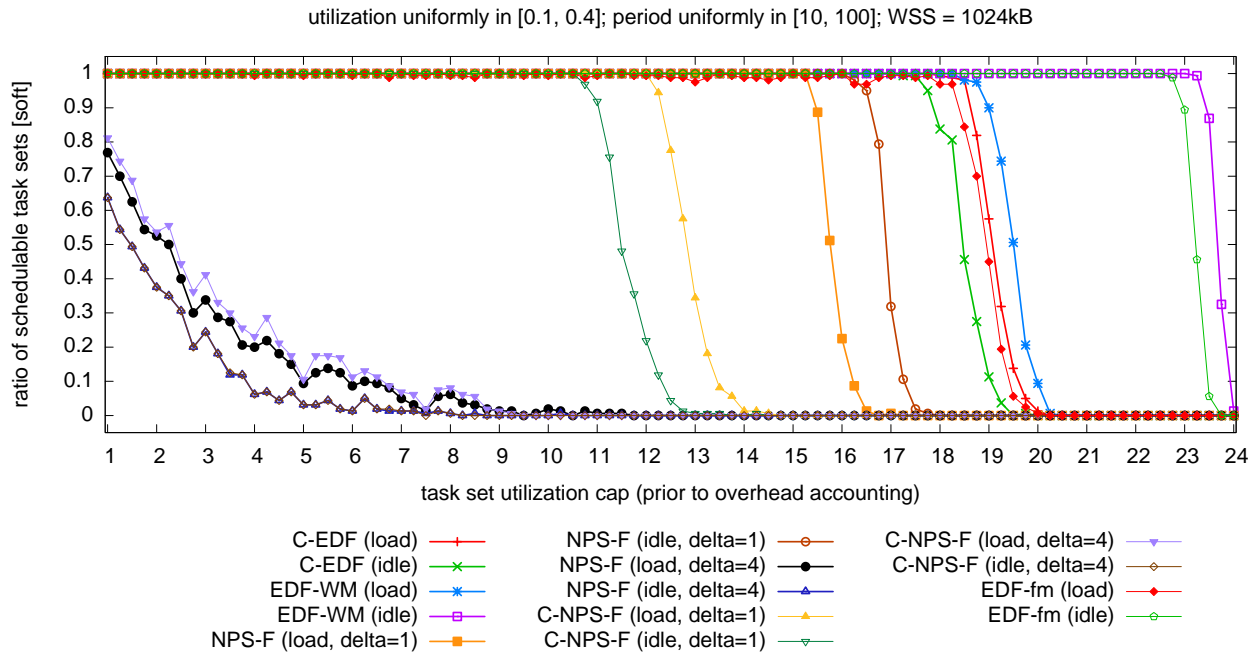 utilization uniformly in [0.1, 0.4]; period uniformly in [10, 100]; WSS = 1024kB
ratio of schedulable task sets [soft]
1
0.9
0.8
0.7
0.6
0.5
0.4
0.3
0.2
0.1
0
1 2 3 4 5 6 7 8 9 10 11 12 13 14 15 16 17 18 19 20 21 22 23 24
task set utilization cap (prior to overhead accounting)
C-EDF (load)
C-EDF (idle)
EDF-WM (load)
EDF-WM (idle)
NPS-F (load, delta=1)
NPS-F (idle, delta=1)
NPS-F (load, delta=4)
NPS-F (idle, delta=4)
C-NPS-F (load, delta=1)
C-NPS-F (idle, delta=1)
C-NPS-F (load, delta=4)
C-NPS-F (idle, delta=4)
EDF-fm (load)
EDF-fm (idle)